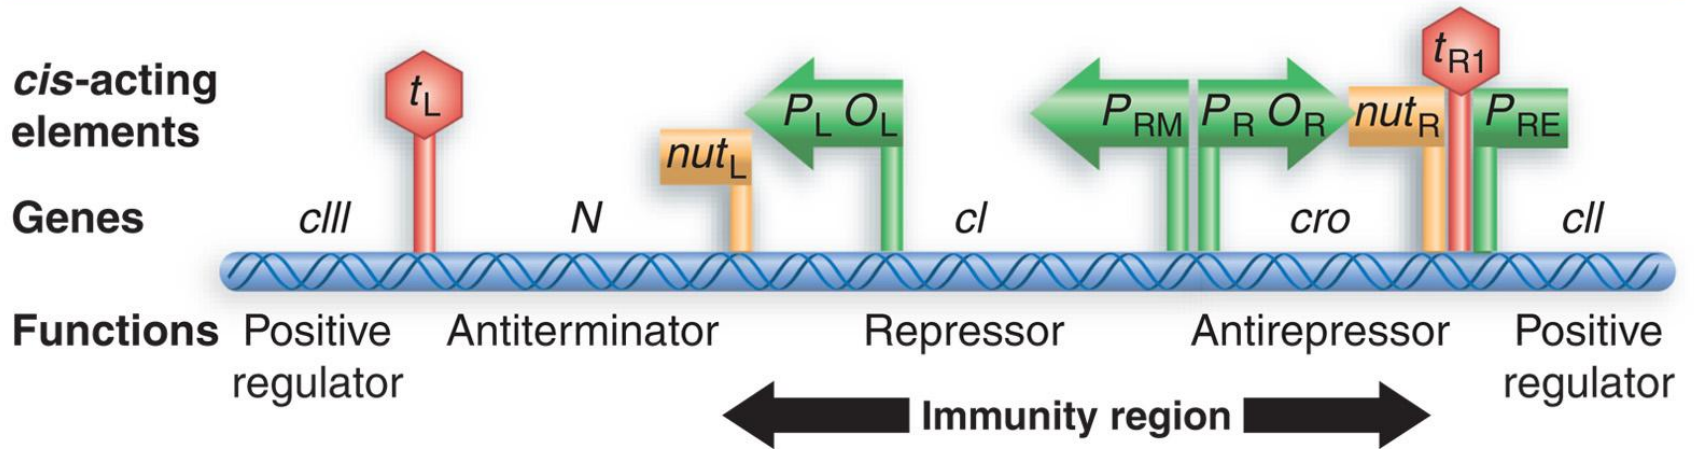 cis-acting elements
tL
nutL
PL OL
PRM
PR OR
nutR
tR1
PRE
Genes
cIII
N
cI
cro
cII
Functions
Positive regulator
Antiterminator
Repressor
Antirepressor
Positive regulator
Immunity region